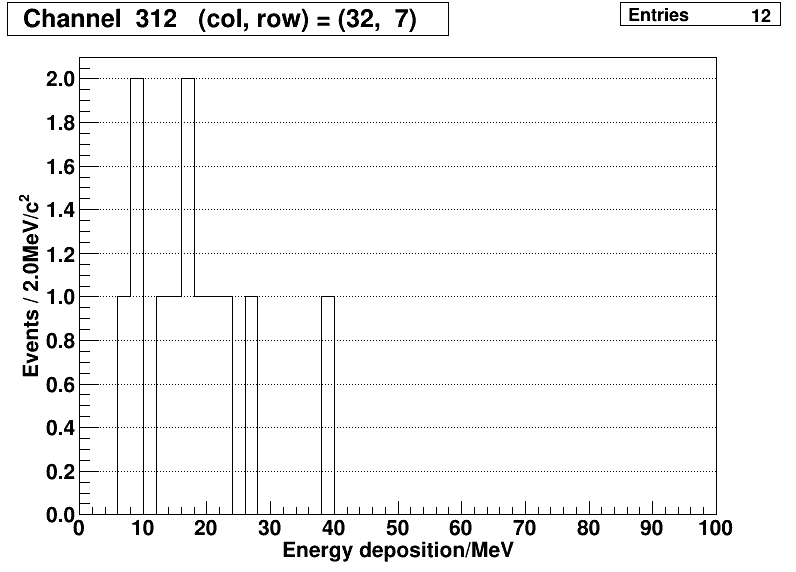 Channel 312 (col, row) = (32, 7)
Entries 12
Events / 2.0MeV/c²
2.0
1.8
1.6
1.4
1.2
1.0
0.8
0.6
0.4
0.2
0.0
0 10 20 30 40 50 60 70 80 90 100
Energy deposition/MeV